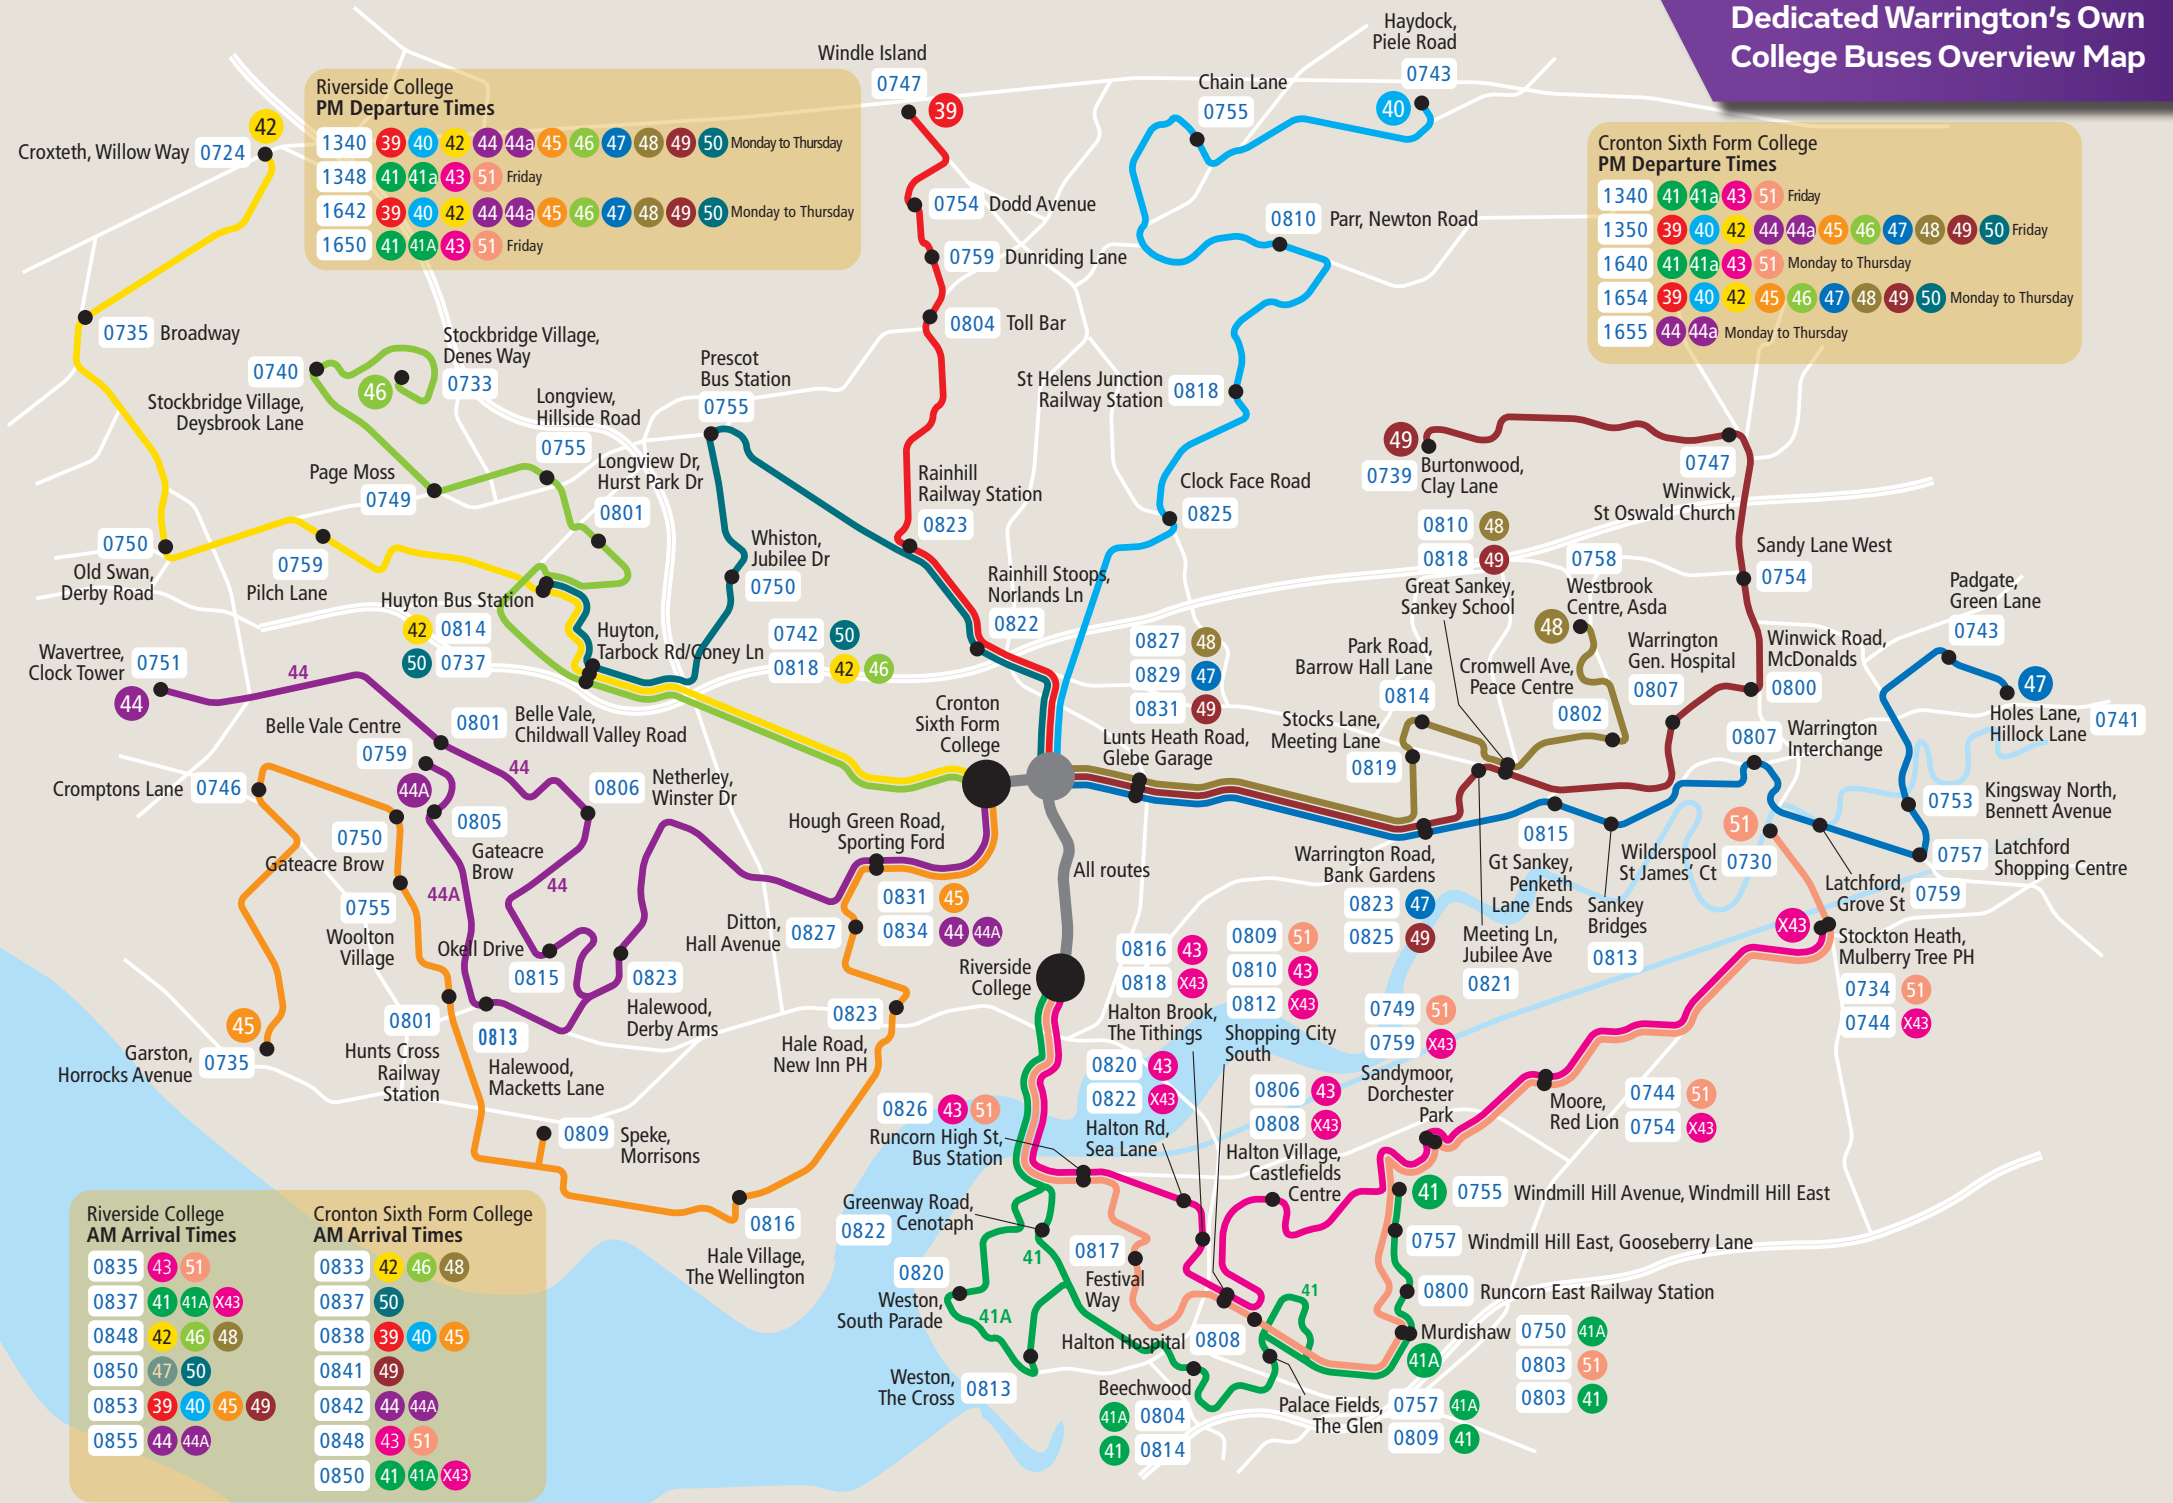 Dedicated Warrington's Own
College Buses Overview Map
Riverside College
PM Departure Times
1340 39 40 42 44 44a 45 46 47 48 49 50 Monday to Thursday
1348 41 41a 43 51 Friday
1642 39 40 42 44 44a 45 46 47 48 49 50 Monday to Thursday
1650 41 41A 43 51 Friday
Cronton Sixth Form College
PM Departure Times
1340 41 41a 43 51 Friday
1350 39 40 42 44 44a 45 46 47 48 49 50 Friday
1640 41 41a 43 51 Monday to Thursday
1654 39 40 42 45 46 47 48 49 50 Monday to Thursday
1655 44 44a Monday to Thursday
42
Croxteth, Willow Way 0724
0735 Broadway
0750
Old Swan,
Derby Road
0759
Pilch Lane
Stockbridge Village,
Denes Way
0733
46
0740
Stockbridge Village,
Deysbrook Lane
Page Moss
0749
Longview,
Hillside Road
0755
Longview Dr,
Hurst Park Dr
0801
Prescot
Bus Station
0755
Whiston,
Jubilee Dr
0750
Huyton Bus Station
42 0814
50 0737
Huyton,
Tarbock Rd/Coney Ln
0742 50
0818 42 46
Windle Island
0747
39
0754 Dodd Avenue
0759 Dunriding Lane
0804 Toll Bar
Rainhill
Railway Station
0823
Rainhill Stoops,
Norlands Ln
0822
Haydock,
Piele Road
0743
40
Chain Lane
0755
0810 Parr, Newton Road
St Helens Junction
Railway Station
0818
Clock Face Road
0825
49
0739
Burtonwood,
Clay Lane
0747
Winwick,
St Oswald Church
Sandy Lane West
0754
0810 48
0818 49
Great Sankey,
Sankey School
0758
Westbrook
Centre, Asda
48
Warrington
Gen. Hospital
0807
Winwick Road,
McDonalds
0800
Padgate,
Green Lane
0743
47
Holes Lane,
Hillock Lane
0741
Park Road,
Barrow Hall Lane
0814
Cromwell Ave,
Peace Centre
0802
Stocks Lane,
Meeting Lane
0819
0827 48
0829 47
0831 49
Lunts Heath Road,
Glebe Garage
0807
Warrington
Interchange
Kingsway North,
Bennett Avenue
0753
0757
Latchford
Shopping Centre
Latchford,
Grove St
0759
51
Wilderspool
St James' Ct
0730
0815
Gt Sankey,
Penketh
Lane Ends
Sankey
Bridges
0813
Warrington Road,
Bank Gardens
0823 47
0825 49
Meeting Ln,
Jubilee Ave
0821
X43
Stockton Heath,
Mulberry Tree PH
0734 51
0744 X43
Wavertree,
Clock Tower
0751
44
44
Belle Vale Centre
0759
0801
Belle Vale,
Childwall Valley Road
44
44A
0805
Gateacre
Brow
0806
Netherley,
Winster Dr
44A
44
Okell Drive
0815
0823
Halewood,
Derby Arms
0813
Halewood,
Macketts Lane
Cromptons Lane 0746
0750
Gateacre Brow
0755
Woolton
Village
0801
Hunts Cross
Railway
Station
45
Garston,
Horrocks Avenue
0735
0809
Speke,
Morrisons
0816
Hale Village,
The Wellington
0823
Hale Road,
New Inn PH
Ditton,
Hall Avenue
0827
Hough Green Road,
Sporting Ford
0831 45
0834 44 44A
Cronton
Sixth Form
College
All routes
Riverside
College
0816 43
0818 X43
Halton Brook,
The Tithings
0809 51
0810 43
0812 X43
Shopping City
South
0820 43
0822 X43
Halton Rd,
Sea Lane
0806 43
0808 X43
Halton Village,
Castlefields
Centre
0749 51
0759 X43
Sandymoor,
Dorchester
Park
Moore,
Red Lion
0744 51
0754 X43
0826 43 51
Runcorn High St,
Bus Station
Greenway Road,
Cenotaph
0822
41
0817
Festival
Way
0820
Weston,
South Parade
41A
Weston,
The Cross
0813
Halton Hospital 0808
41
41 0755 Windmill Hill Avenue, Windmill Hill East
0757 Windmill Hill East, Gooseberry Lane
0800 Runcorn East Railway Station
Murdishaw 0750 41A
41A
0803 51
0803 41
Beechwood
41A 0804
41 0814
Palace Fields,
The Glen
0757 41A
0809 41
Riverside College
AM Arrival Times
0835 43 51
0837 41 41A X43
0848 42 46 48
0850 47 50
0853 39 40 45 49
0855 44 44A
Cronton Sixth Form College
AM Arrival Times
0833 42 46 48
0837 50
0838 39 40 45
0841 49
0842 44 44A
0848 43 51
0850 41 41A X43